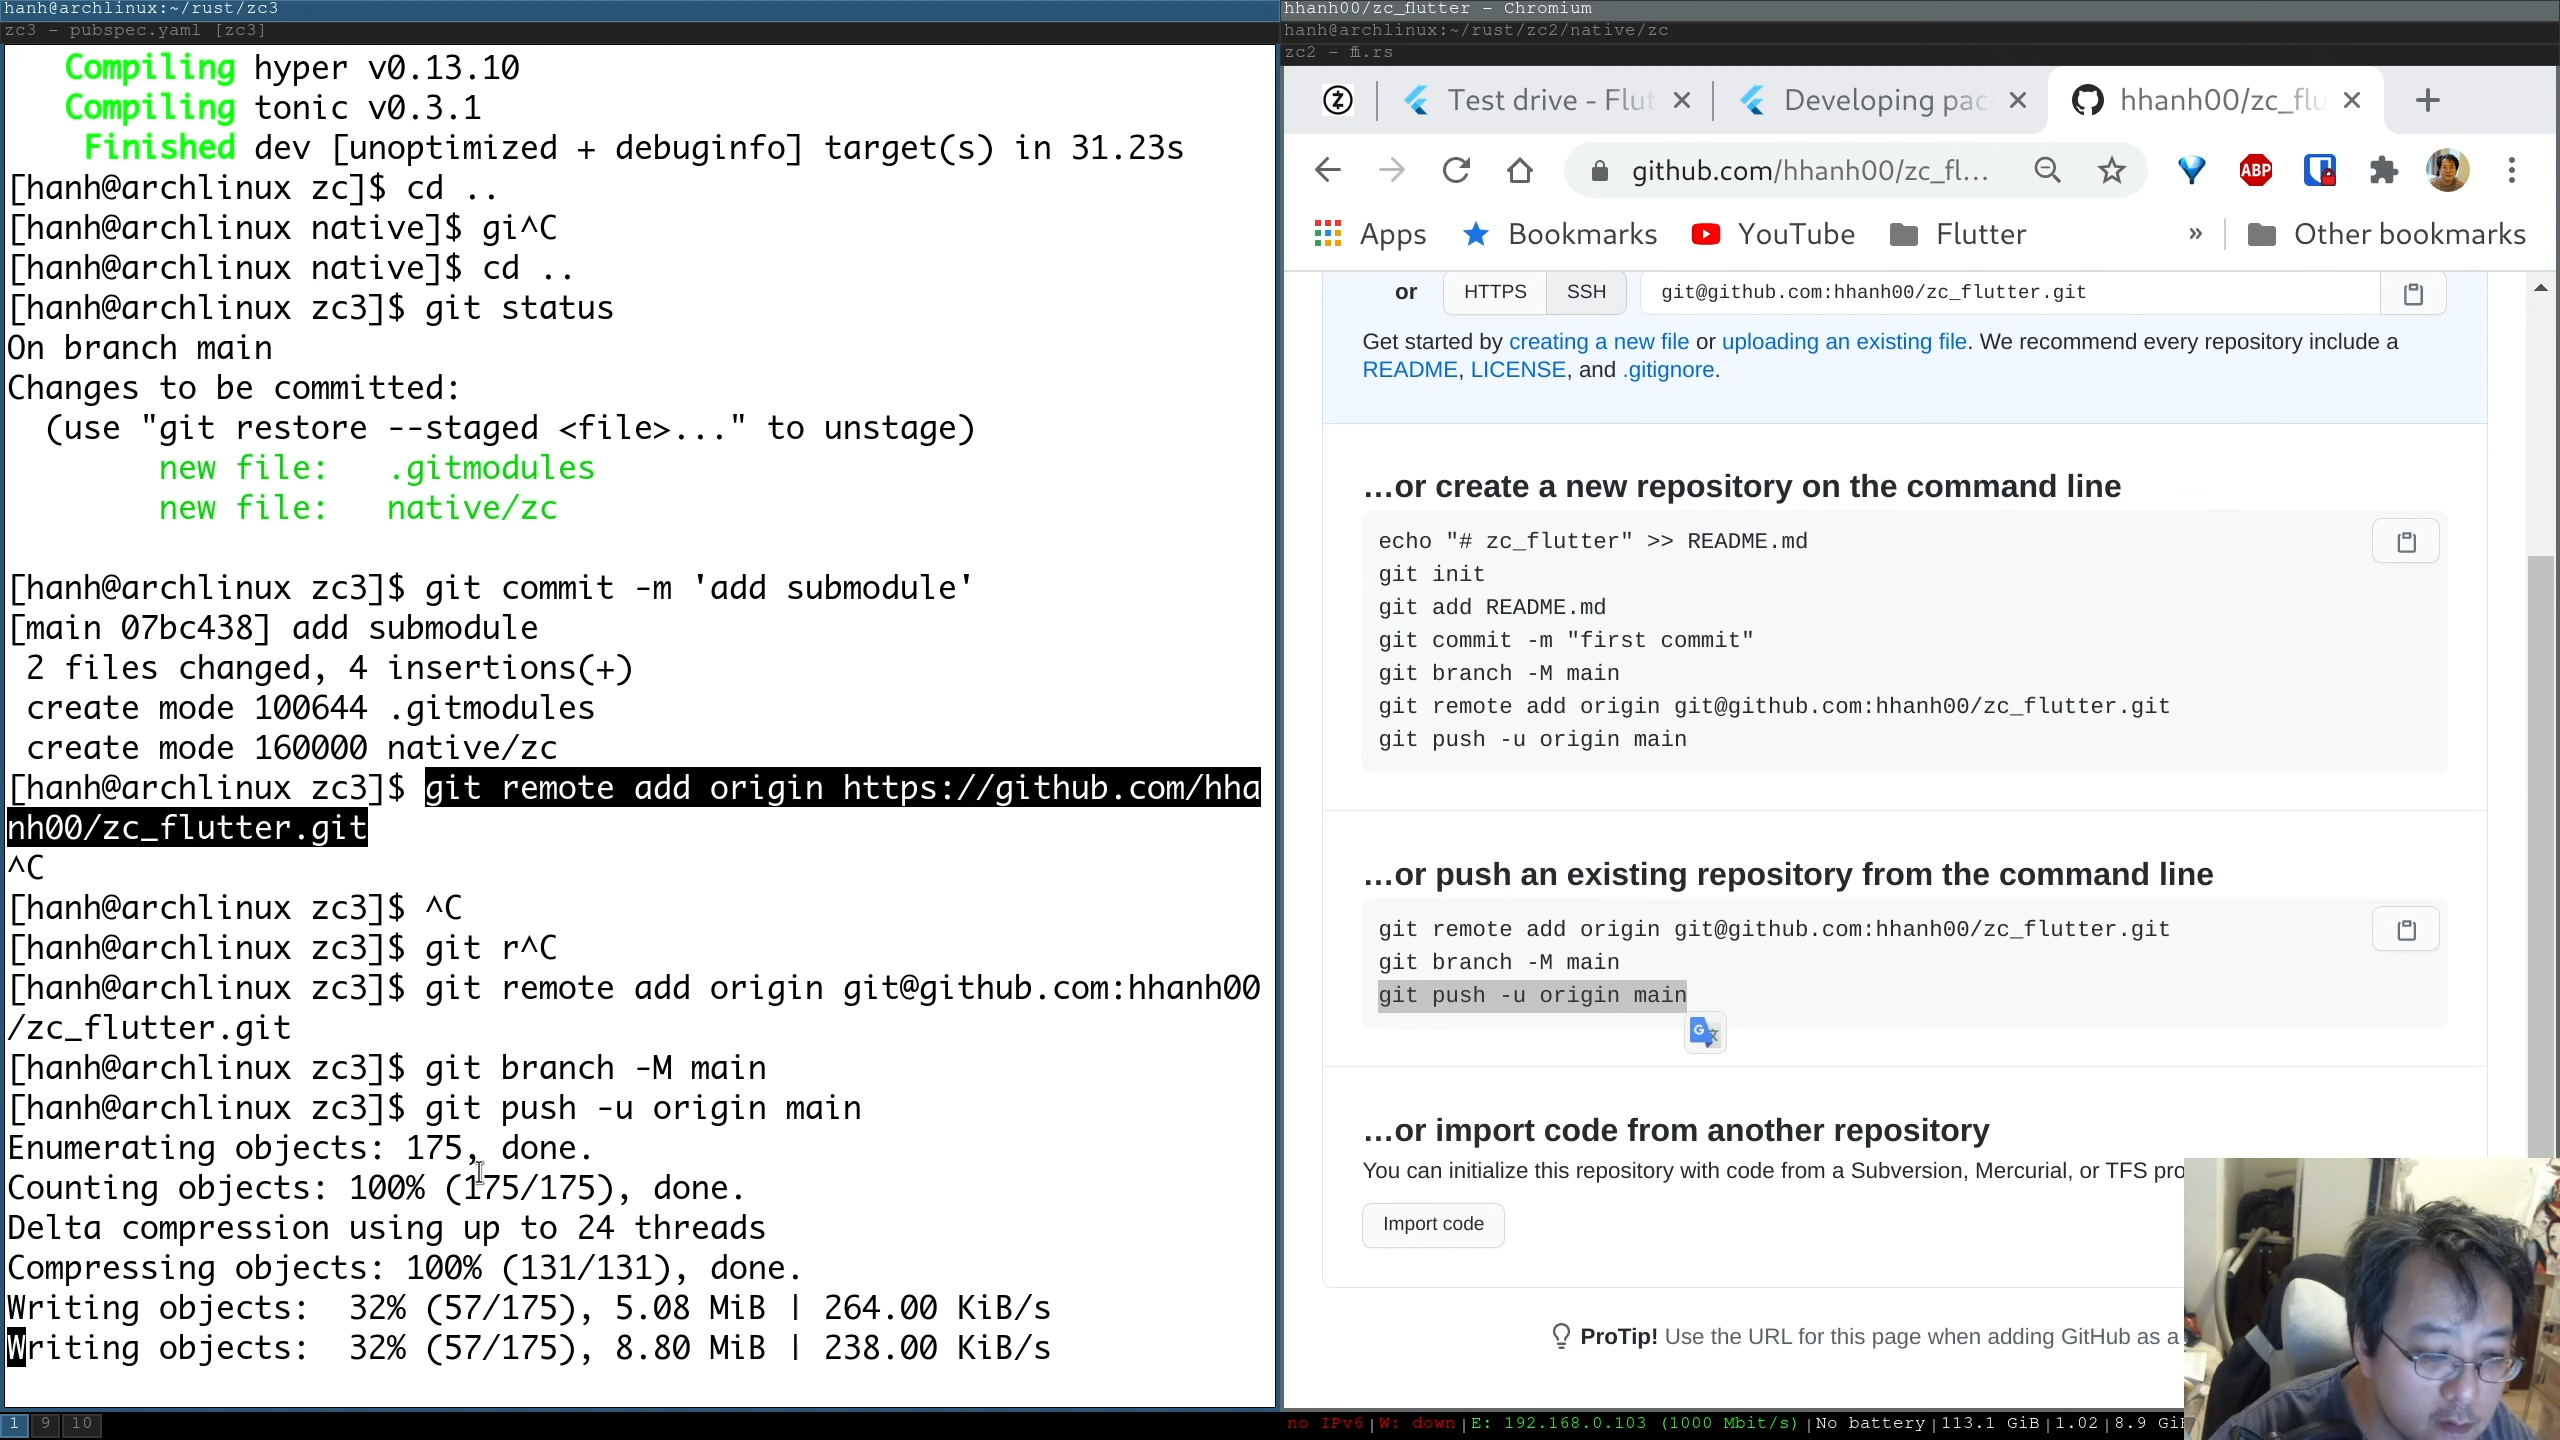 hanh@archlinux:~/rust/zc3
zc3 - pubspec.yaml [zc3]
Compiling hyper v0.13.10
Compiling tonic v0.3.1
Finished dev [unoptimized + debuginfo] target(s) in 31.23s
[hanh@archlinux zc]$ cd ..
[hanh@archlinux native]$ gi^C
[hanh@archlinux native]$ cd ..
[hanh@archlinux zc3]$ git status
On branch main
Changes to be committed:
(use "git restore --staged <file>..." to unstage)
new file:   .gitmodules
new file:   native/zc
[hanh@archlinux zc3]$ git commit -m 'add submodule'
[main 07bc438] add submodule
2 files changed, 4 insertions(+)
create mode 100644 .gitmodules
create mode 160000 native/zc
[hanh@archlinux zc3]$ git remote add origin https://github.com/hha
nh00/zc_flutter.git
^C
[hanh@archlinux zc3]$ ^C
[hanh@archlinux zc3]$ git r^C
[hanh@archlinux zc3]$ git remote add origin git@github.com:hhanh00
/zc_flutter.git
[hanh@archlinux zc3]$ git branch -M main
[hanh@archlinux zc3]$ git push -u origin main
Enumerating objects: 175, done.
Counting objects: 100% (175/175), done.
Delta compression using up to 24 threads
Compressing objects: 100% (131/131), done.
Writing objects:  32% (57/175), 5.08 MiB | 264.00 KiB/s
Writing objects:  32% (57/175), 8.80 MiB | 238.00 KiB/s
1 9 10
hhanh00/zc_flutter - Chromium
hanh@archlinux:~/rust/zc2/native/zc
zc2 - fi.rs
Test drive - Flut
Developing pac
hhanh00/zc_flu
github.com/hhanh00/zc_fl...
ABP
Apps Bookmarks YouTube Flutter » Other bookmarks
or HTTPS SSH git@github.com:hhanh00/zc_flutter.git
Get started by creating a new file or uploading an existing file. We recommend every repository include a
README, LICENSE, and .gitignore.
…or create a new repository on the command line
echo "# zc_flutter" >> README.md
git init
git add README.md
git commit -m "first commit"
git branch -M main
git remote add origin git@github.com:hhanh00/zc_flutter.git
git push -u origin main
…or push an existing repository from the command line
git remote add origin git@github.com:hhanh00/zc_flutter.git
git branch -M main
git push -u origin main
…or import code from another repository
You can initialize this repository with code from a Subversion, Mercurial, or TFS pro
Import code
ProTip! Use the URL for this page when adding GitHub as a
no IPv6|W: down|E: 192.168.0.103 (1000 Mbit/s)|No battery|113.1 GiB|1.02|8.9 Gi